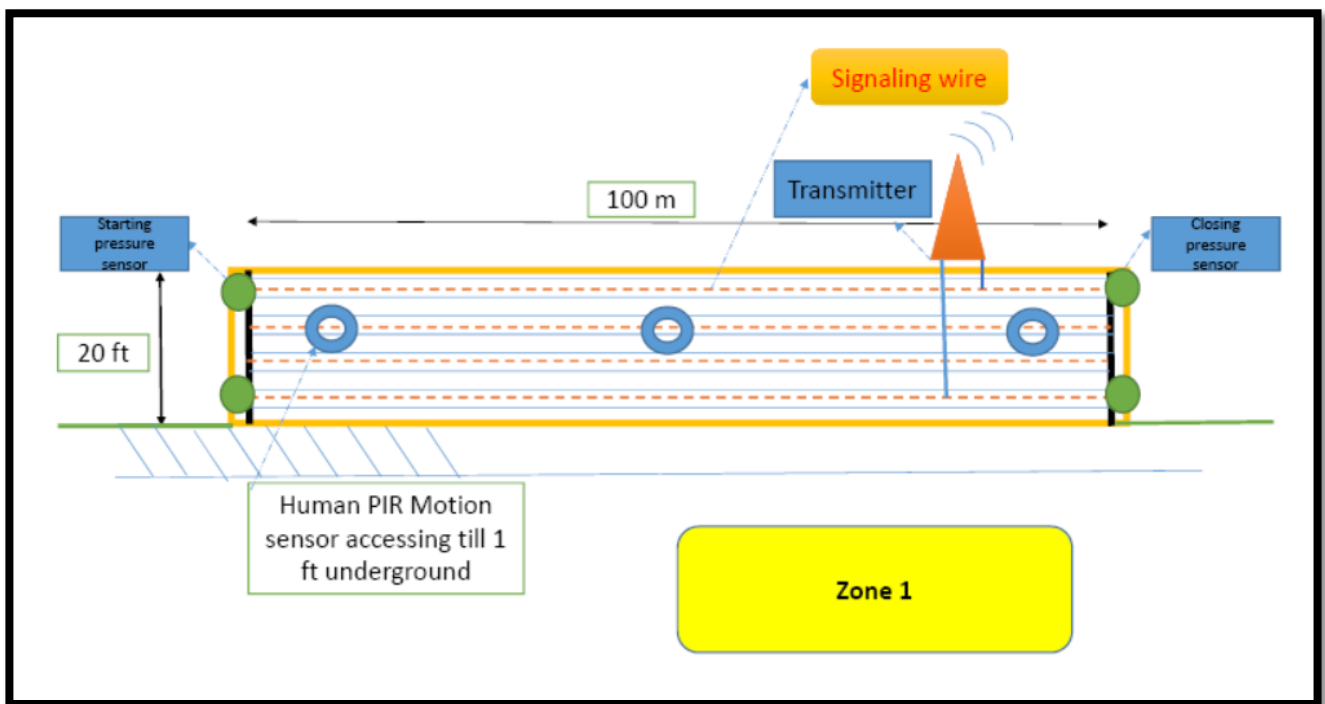 Signaling wire
Transmitter
100 m
Starting
pressure
sensor
Closing
pressure
sensor
20 ft
Human PIR Motion
sensor accessing till 1
ft underground
Zone 1